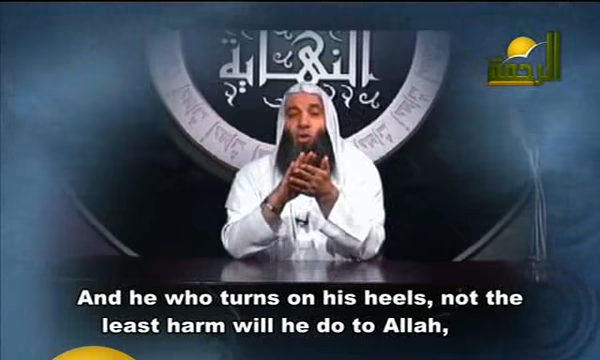 النهاية
الرحمة
And he who turns on his heels, not the
least harm will he do to Allah,